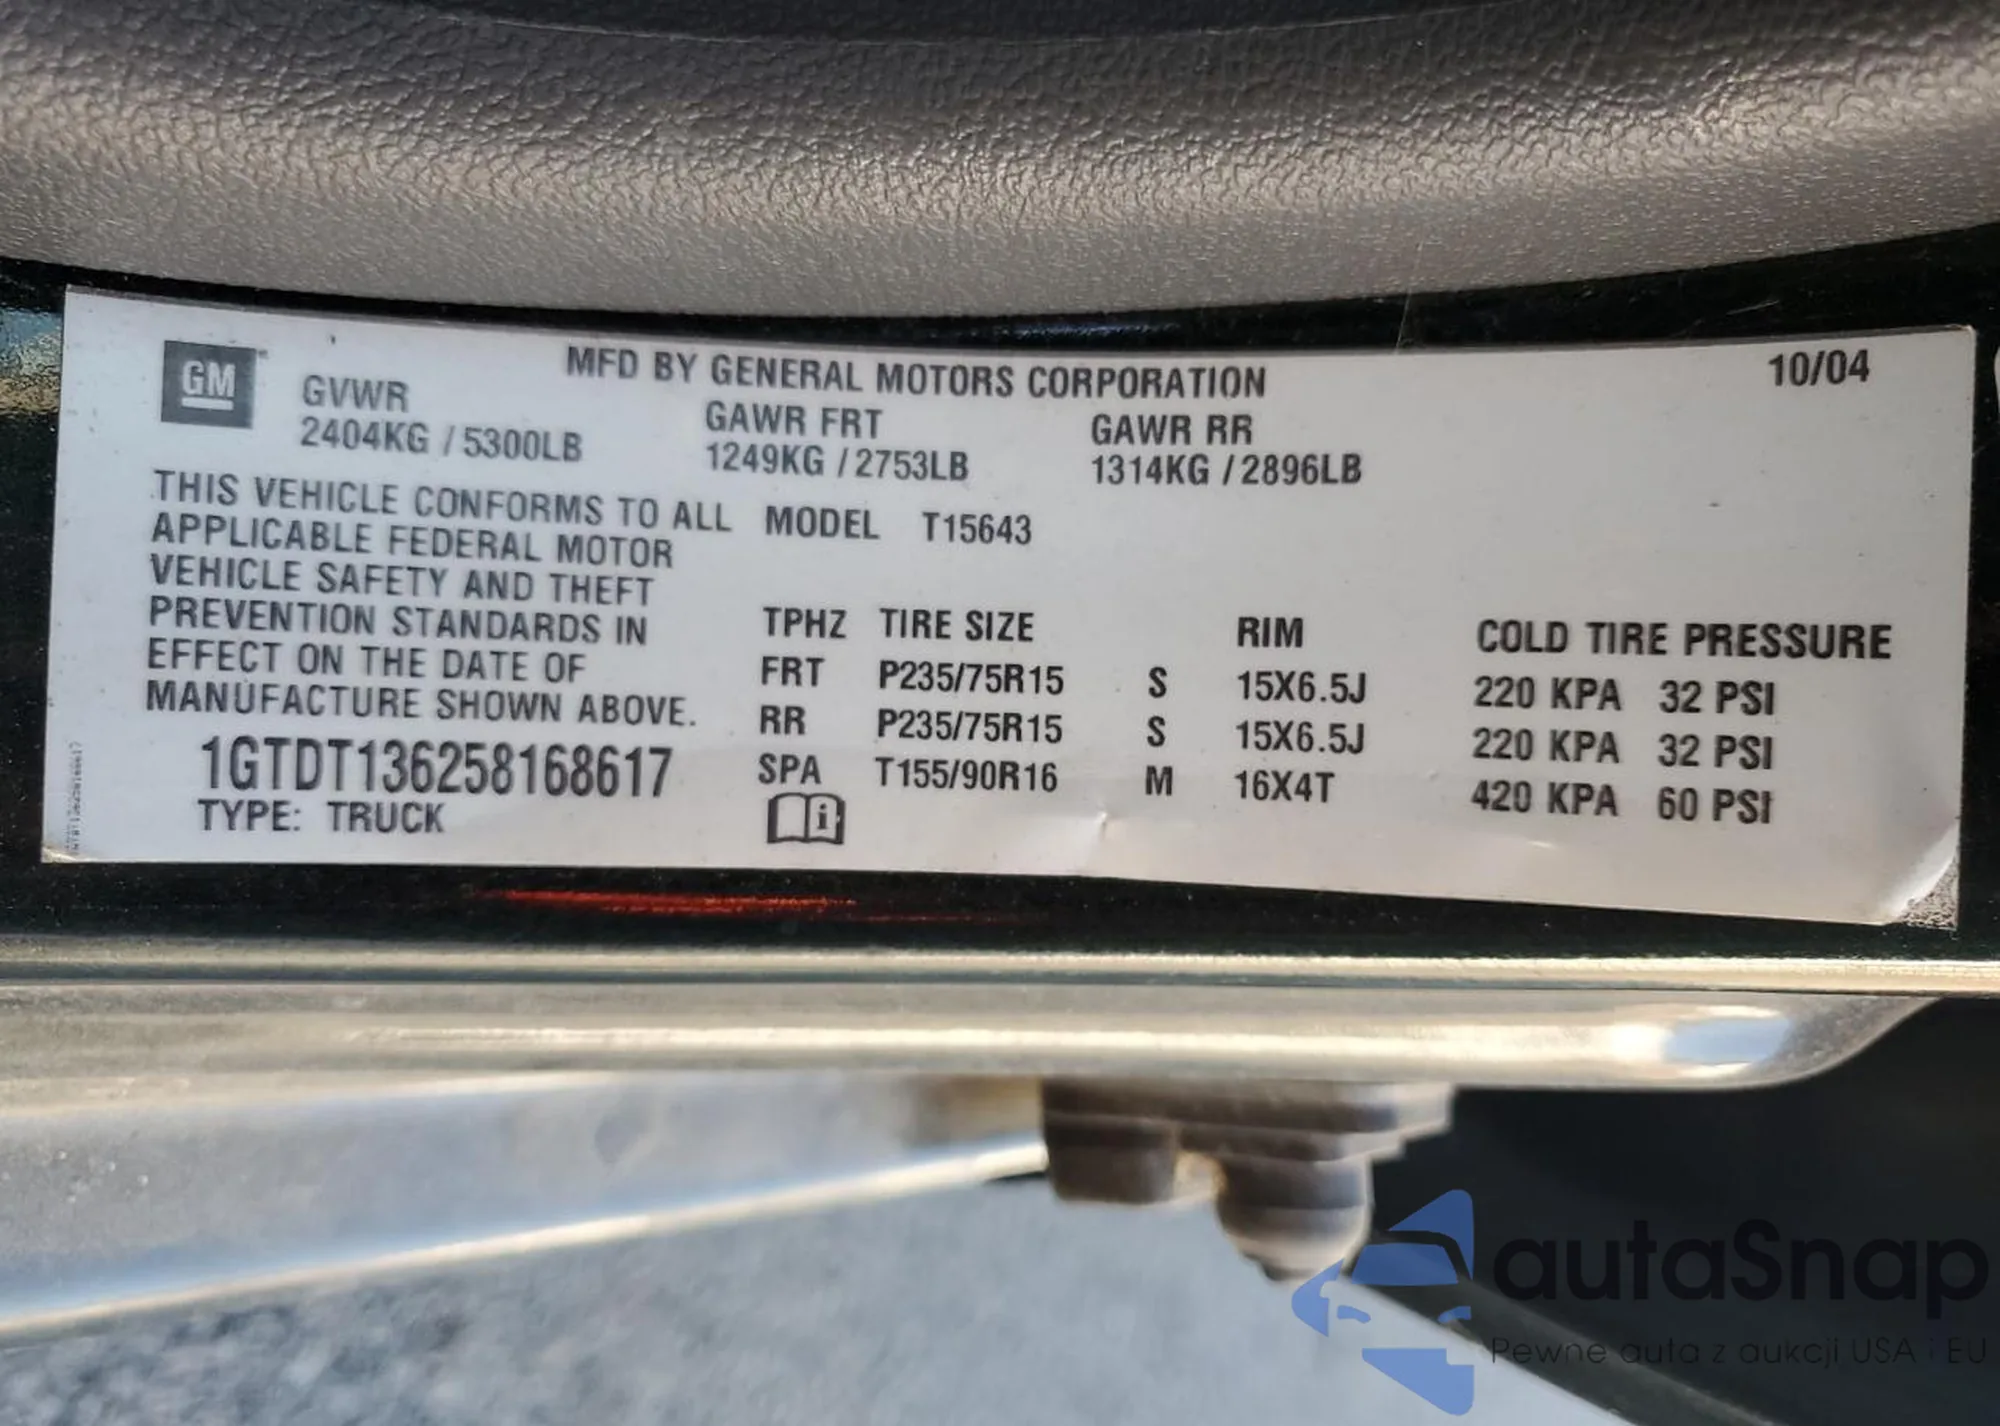 GM
MFD BY GENERAL MOTORS CORPORATION
10/04
GVWR
2404KG / 5300LB
GAWR FRT
1249KG / 2753LB
GAWR RR
1314KG / 2896LB
THIS VEHICLE CONFORMS TO ALL
APPLICABLE FEDERAL MOTOR
VEHICLE SAFETY AND THEFT
PREVENTION STANDARDS IN
EFFECT ON THE DATE OF
MANUFACTURE SHOWN ABOVE.
1GTDT136258168617
TYPE: TRUCK
MODEL T15643
TPHZ TIRE SIZE RIM COLD TIRE PRESSURE
FRT P235/75R15 S 15X6.5J 220 KPA 32 PSI
RR P235/75R15 S 15X6.5J 220 KPA 32 PSI
SPA T155/90R16 M 16X4T 420 KPA 60 PSI
autaSnap
Pewne auta z aukcji USA i EU